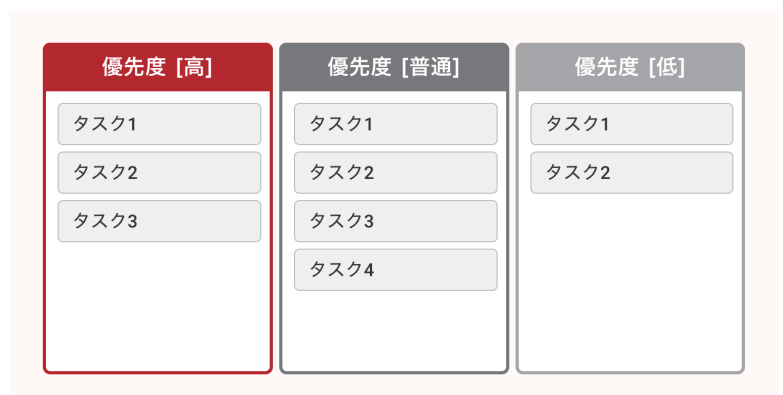 優先度 [高]
タスク1
タスク2
タスク3
優先度 [普通]
タスク1
タスク2
タスク3
タスク4
優先度 [低]
タスク1
タスク2